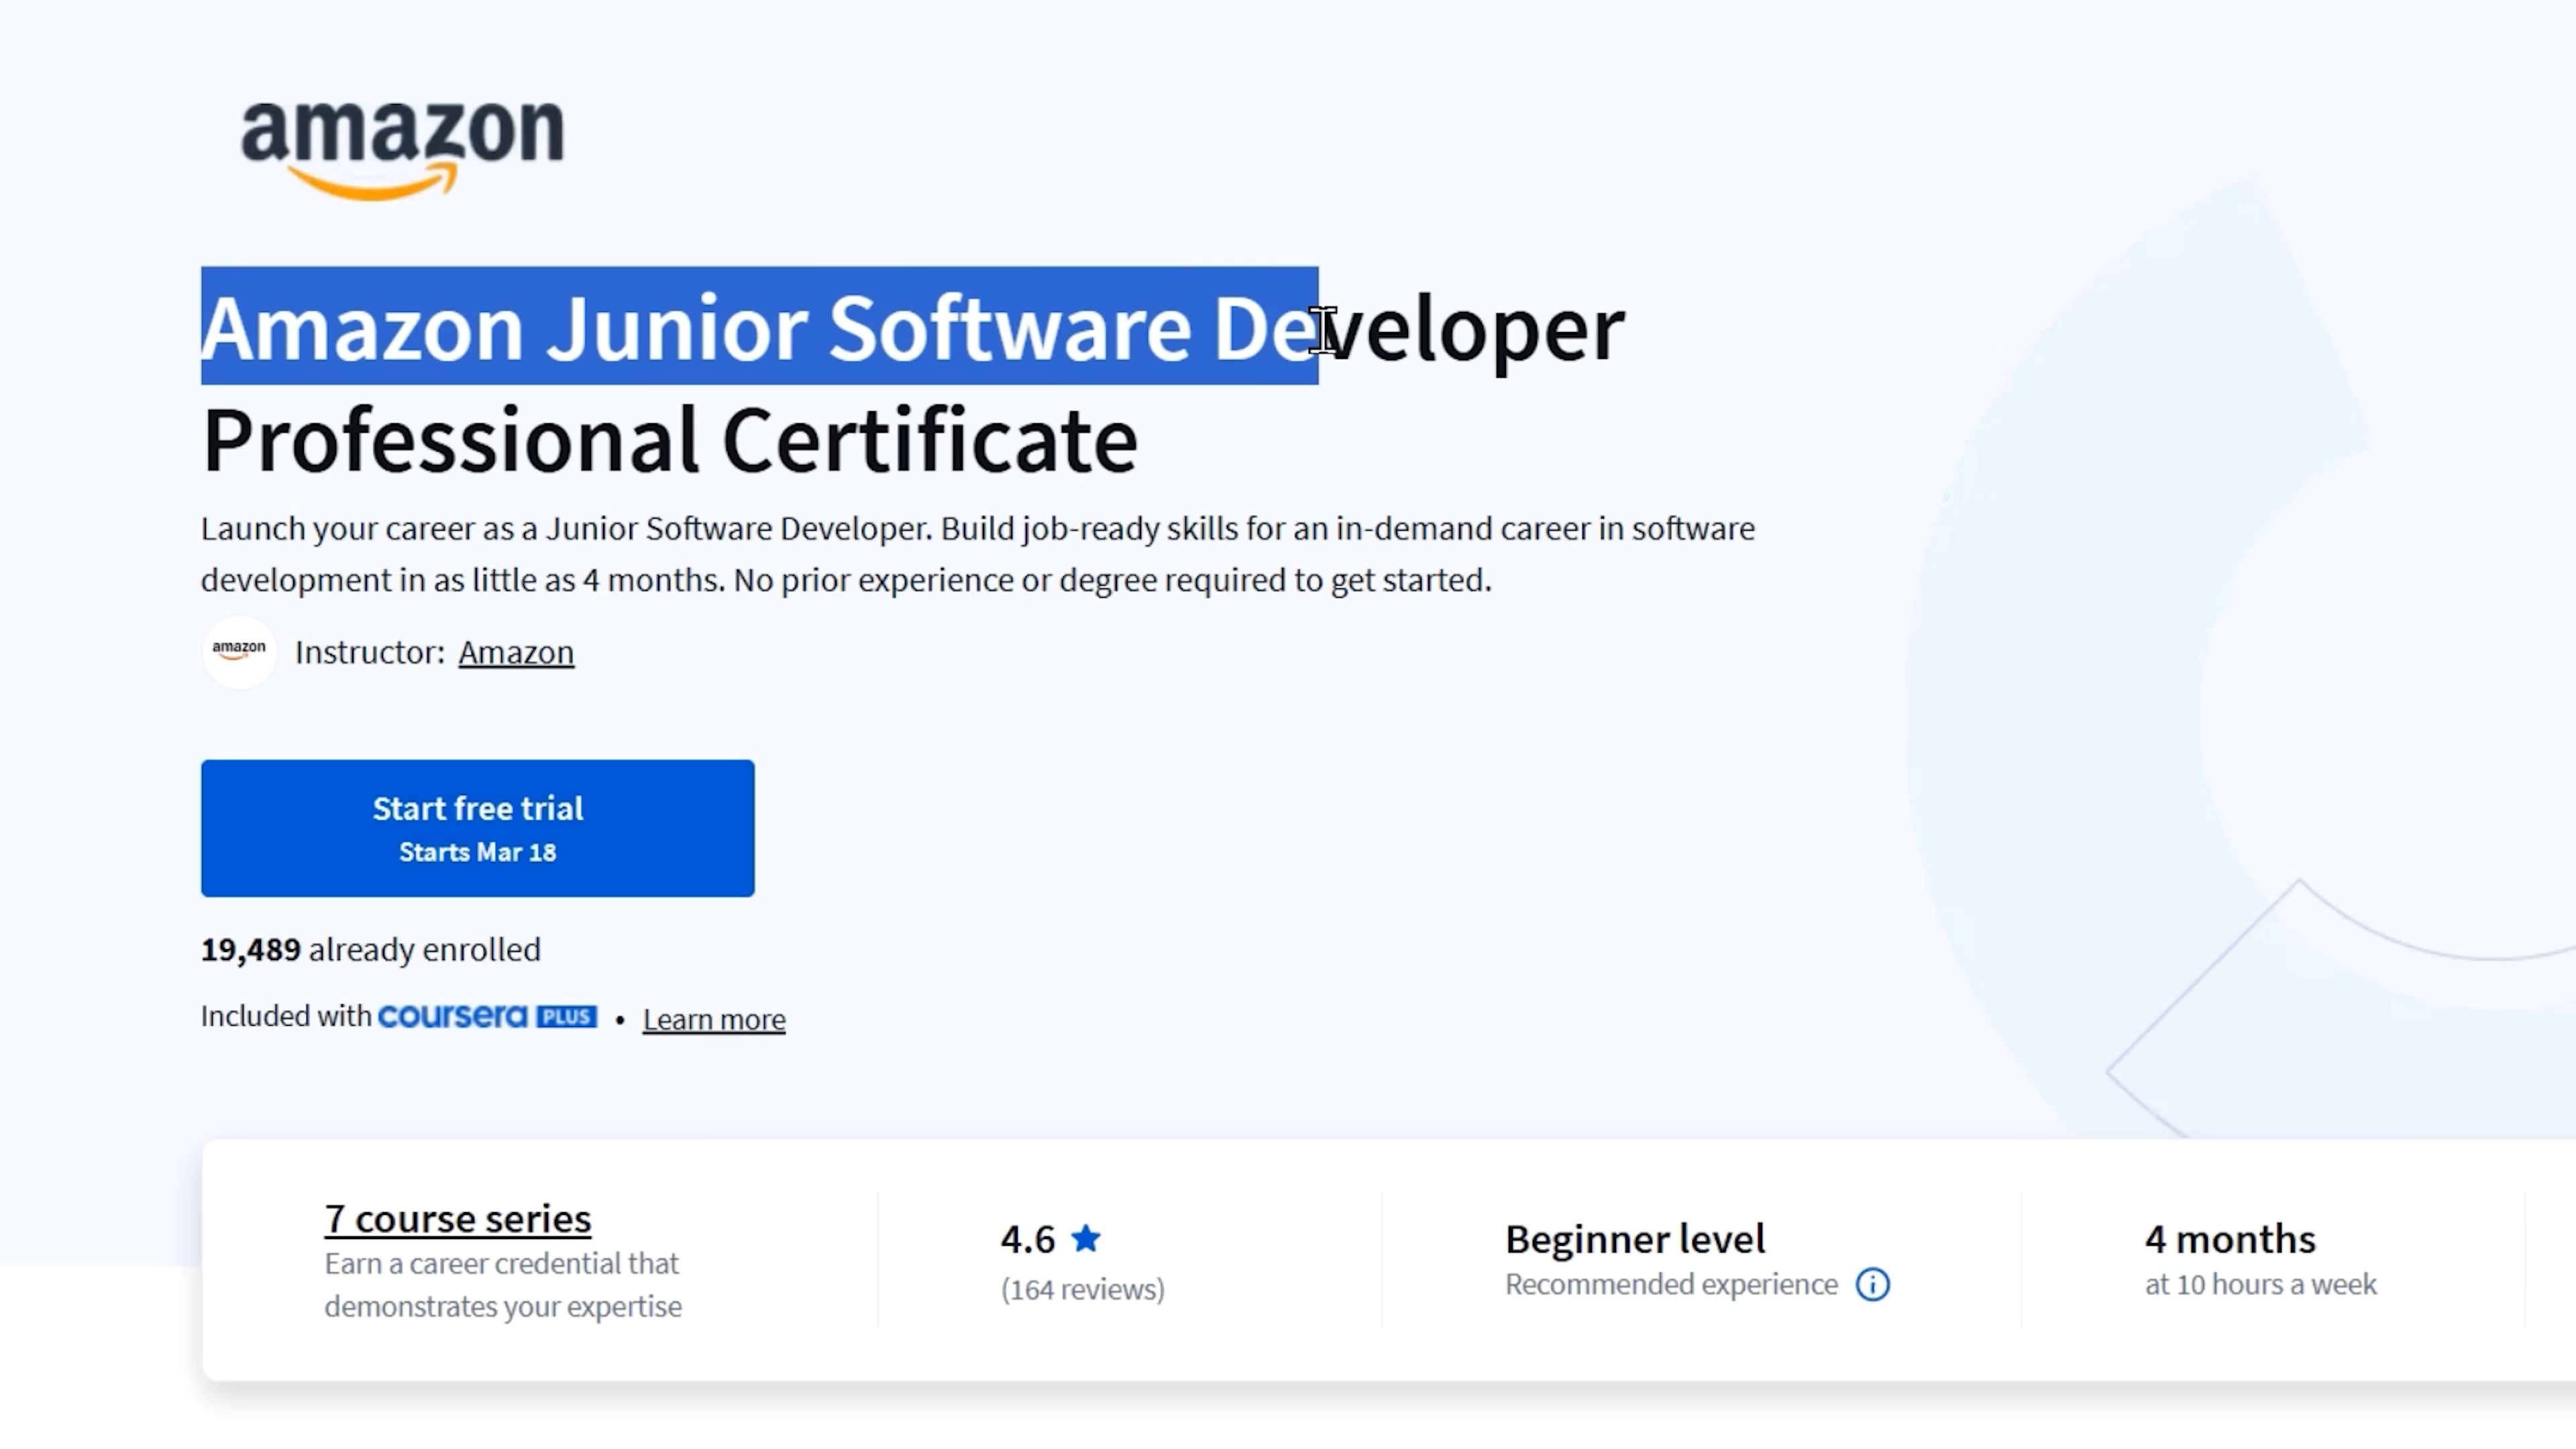 amazon
Amazon Junior Software Developer
Professional Certificate
Launch your career as a Junior Software Developer. Build job-ready skills for an in-demand career in software
development in as little as 4 months. No prior experience or degree required to get started.
amazon
Instructor: Amazon
Start free trial
Starts Mar 18
19,489 already enrolled
Included with coursera PLUS • Learn more
7 course series
Earn a career credential that
demonstrates your expertise
4.6 ★
(164 reviews)
Beginner level
Recommended experience
4 months
at 10 hours a week